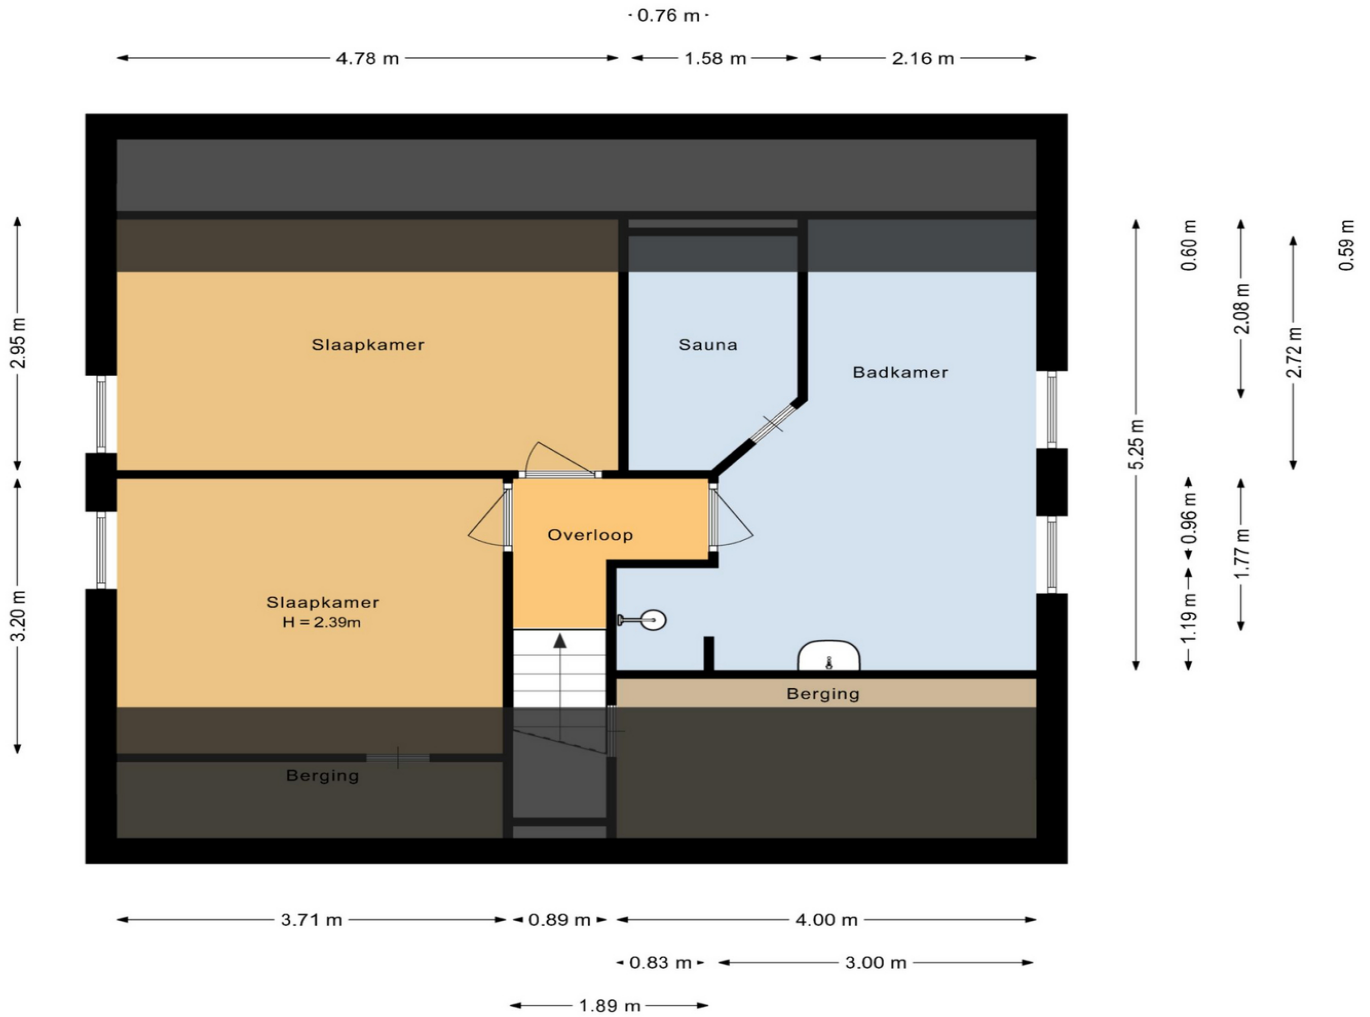 0.76 m
4.78 m
1.58 m
2.16 m
0.60 m
0.59 m
2.08 m
2.95 m
Slaapkamer
Sauna
2.72 m
Badkamer
5.25 m
0.96 m
Overloop
1.77 m
Slaapkamer
H = 2.39m
3.20 m
1.19 m
Berging
Berging
3.71 m
0.89 m
4.00 m
0.83 m
3.00 m
1.89 m